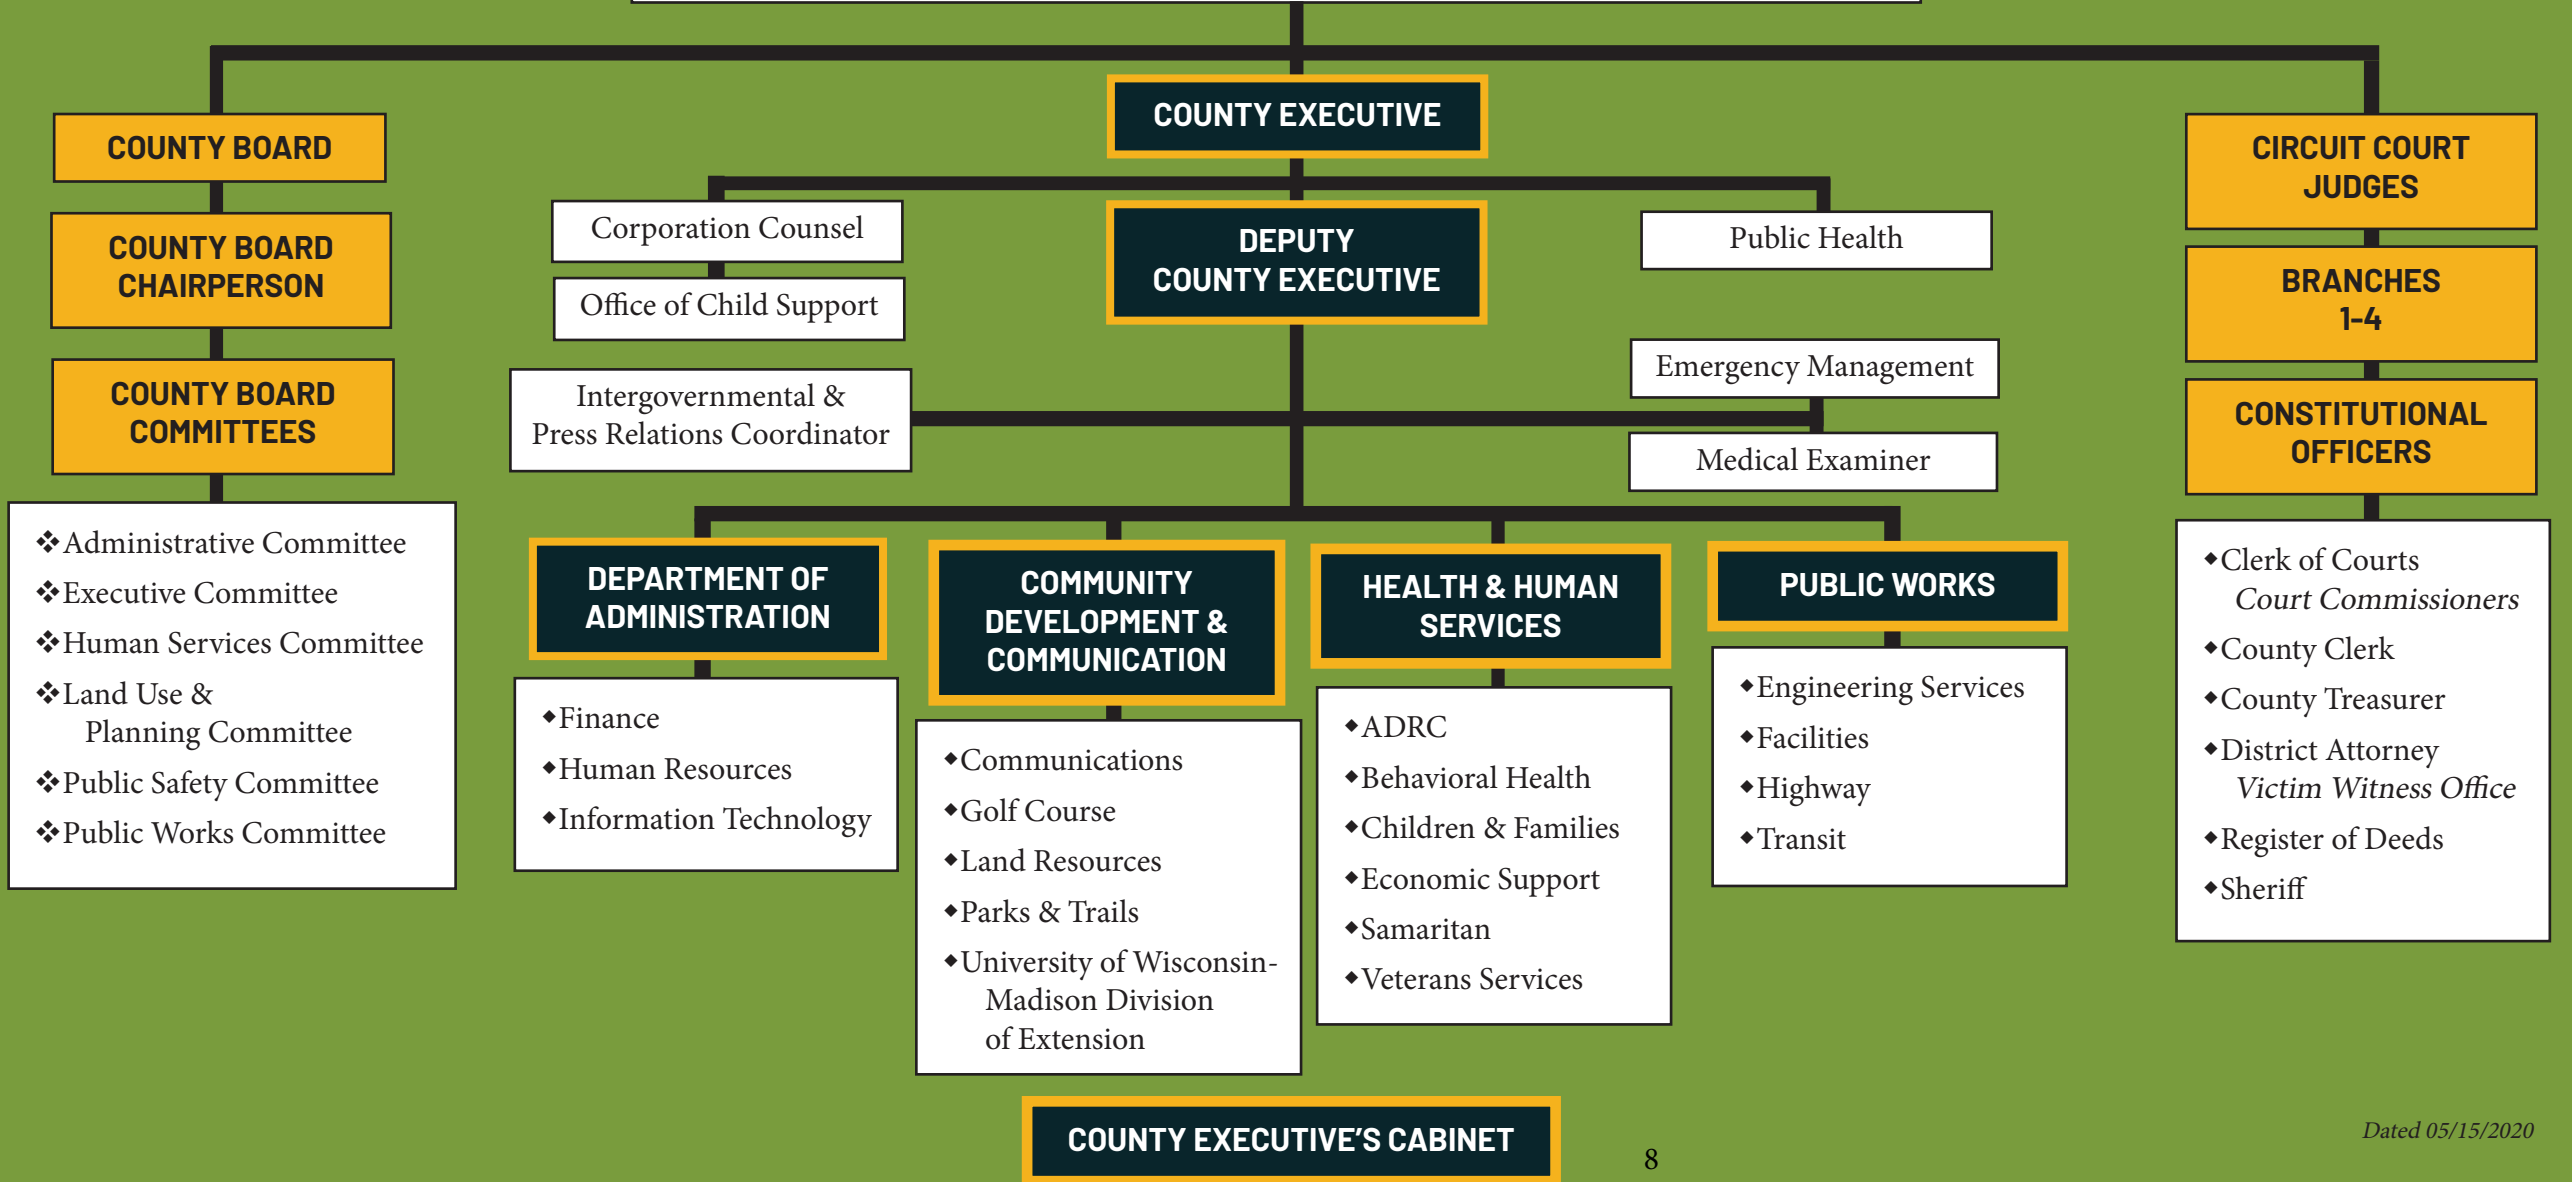 COUNTY EXECUTIVE
COUNTY BOARD
COUNTY BOARD
CHAIRPERSON
COUNTY BOARD
COMMITTEES
❖Administrative Committee
❖Executive Committee
❖Human Services Committee
❖Land Use &
Planning Committee
❖Public Safety Committee
❖Public Works Committee
Corporation Counsel
Office of Child Support
Intergovernmental &
Press Relations Coordinator
DEPUTY
COUNTY EXECUTIVE
Public Health
Emergency Management
Medical Examiner
DEPARTMENT OF
ADMINISTRATION
◆Finance
◆Human Resources
◆Information Technology
COMMUNITY
DEVELOPMENT &
COMMUNICATION
◆Communications
◆Golf Course
◆Land Resources
◆Parks & Trails
◆University of Wisconsin-
Madison Division
of Extension
HEALTH & HUMAN
SERVICES
◆ADRC
◆Behavioral Health
◆Children & Families
◆Economic Support
◆Samaritan
◆Veterans Services
PUBLIC WORKS
◆Engineering Services
◆Facilities
◆Highway
◆Transit
CIRCUIT COURT
JUDGES
BRANCHES
1-4
CONSTITUTIONAL
OFFICERS
◆Clerk of Courts
Court Commissioners
◆County Clerk
◆County Treasurer
◆District Attorney
Victim Witness Office
◆Register of Deeds
◆Sheriff
COUNTY EXECUTIVE’S CABINET
8
Dated 05/15/2020